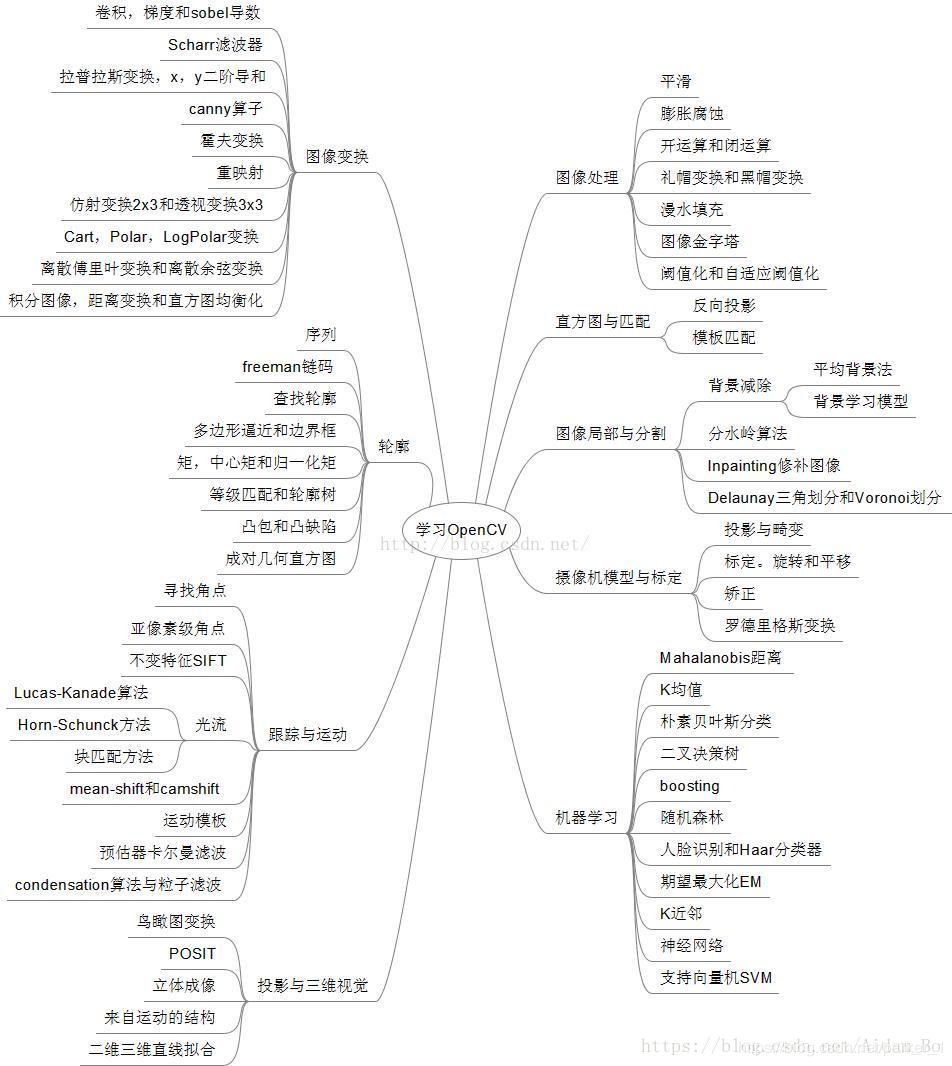 学习OpenCV
图像变换
卷积，梯度和sobel导数
Scharr滤波器
拉普拉斯变换，x，y二阶导和
canny算子
霍夫变换
重映射
仿射变换2x3和透视变换3x3
Cart，Polar，LogPolar变换
离散傅里叶变换和离散余弦变换
积分图像，距离变换和直方图均衡化
轮廓
序列
freeman链码
查找轮廓
多边形逼近和边界框
矩，中心矩和归一化矩
等级匹配和轮廓树
凸包和凸缺陷
成对几何直方图
跟踪与运动
寻找角点
亚像素级角点
不变特征SIFT
光流
Lucas-Kanade算法
Horn-Schunck方法
块匹配方法
mean-shift和camshift
运动模板
预估器卡尔曼滤波
condensation算法与粒子滤波
投影与三维视觉
鸟瞰图变换
POSIT
立体成像
来自运动的结构
二维三维直线拟合
图像处理
平滑
膨胀腐蚀
开运算和闭运算
礼帽变换和黑帽变换
漫水填充
图像金字塔
阈值化和自适应阈值化
直方图与匹配
反向投影
模板匹配
图像局部与分割
背景减除
平均背景法
背景学习模型
分水岭算法
Inpainting修补图像
Delaunay三角划分和Voronoi划分
摄像机模型与标定
投影与畸变
标定。旋转和平移
矫正
罗德里格斯变换
机器学习
Mahalanobis距离
K均值
朴素贝叶斯分类
二叉决策树
boosting
随机森林
人脸识别和Haar分类器
期望最大化EM
K近邻
神经网络
支持向量机SVM
http://blog.csdn.net/
https://blog.csdn.net/Aidam_Bo